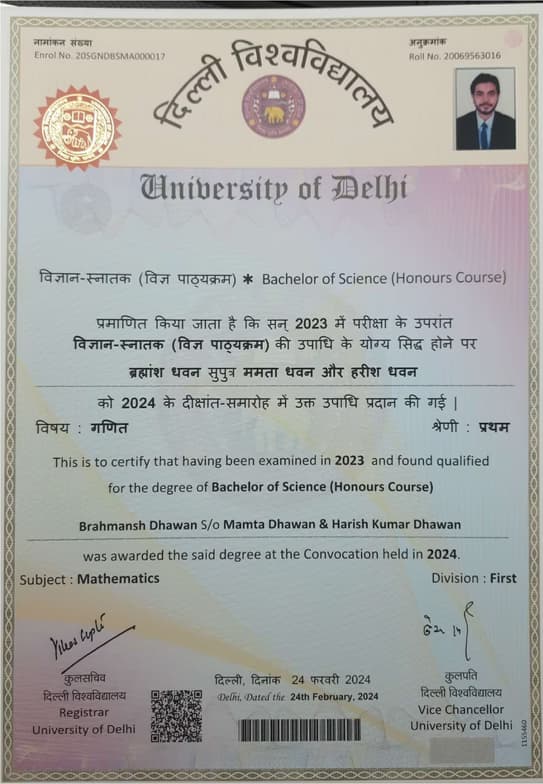 नामांकन संख्या
Enrol No. 20SGNDBSMA000017
अनुक्रमांक
Roll No. 20069563016
दिल्ली विश्वविद्यालय
University of Delhi
विज्ञान-स्नातक (विज्ञ पाठ्यक्रम) ✱ Bachelor of Science (Honours Course)
प्रमाणित किया जाता है कि सन् 2023 में परीक्षा के उपरांत
विज्ञान-स्नातक (विज्ञ पाठ्यक्रम) की उपाधि के योग्य सिद्ध होने पर
ब्रह्मांश धवन सुपुत्र ममता धवन और हरीश धवन
को 2024 के दीक्षांत-समारोह में उक्त उपाधि प्रदान की गई |
विषय : गणित श्रेणी : प्रथम
This is to certify that having been examined in 2023 and found qualified
for the degree of Bachelor of Science (Honours Course)
Brahmansh Dhawan S/o Mamta Dhawan & Harish Kumar Dhawan
was awarded the said degree at the Convocation held in 2024.
Subject : Mathematics Division : First
कुलसचिव
दिल्ली विश्वविद्यालय
Registrar
University of Delhi
दिल्ली, दिनांक 24 फरवरी 2024
Delhi, Dated the 24th February, 2024
कुलपति
दिल्ली विश्वविद्यालय
Vice Chancellor
University of Delhi
1155460